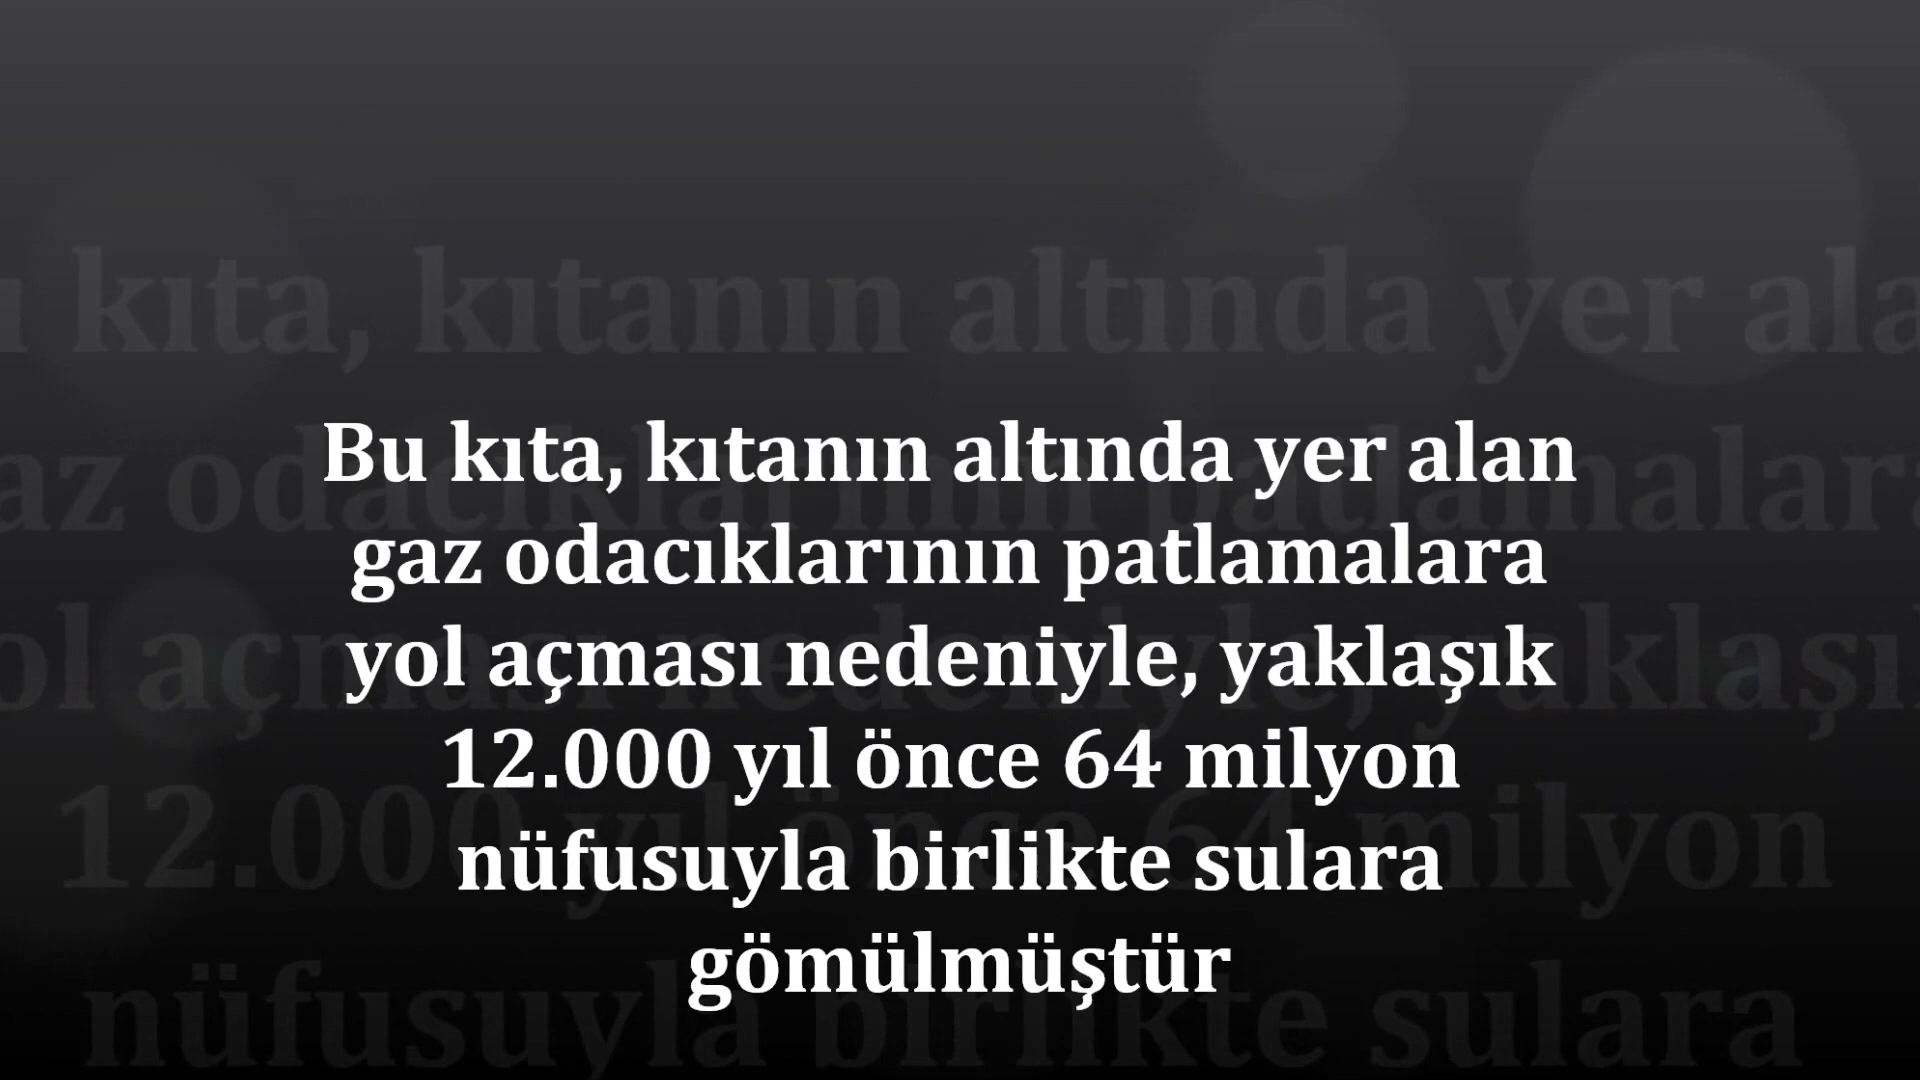 Bu kıta, kıtanın altında yer alan
gaz odacıklarının patlamalara
yol açması nedeniyle, yaklaşık
12.000 yıl önce 64 milyon
nüfusuyla birlikte sulara
gömülmüştür